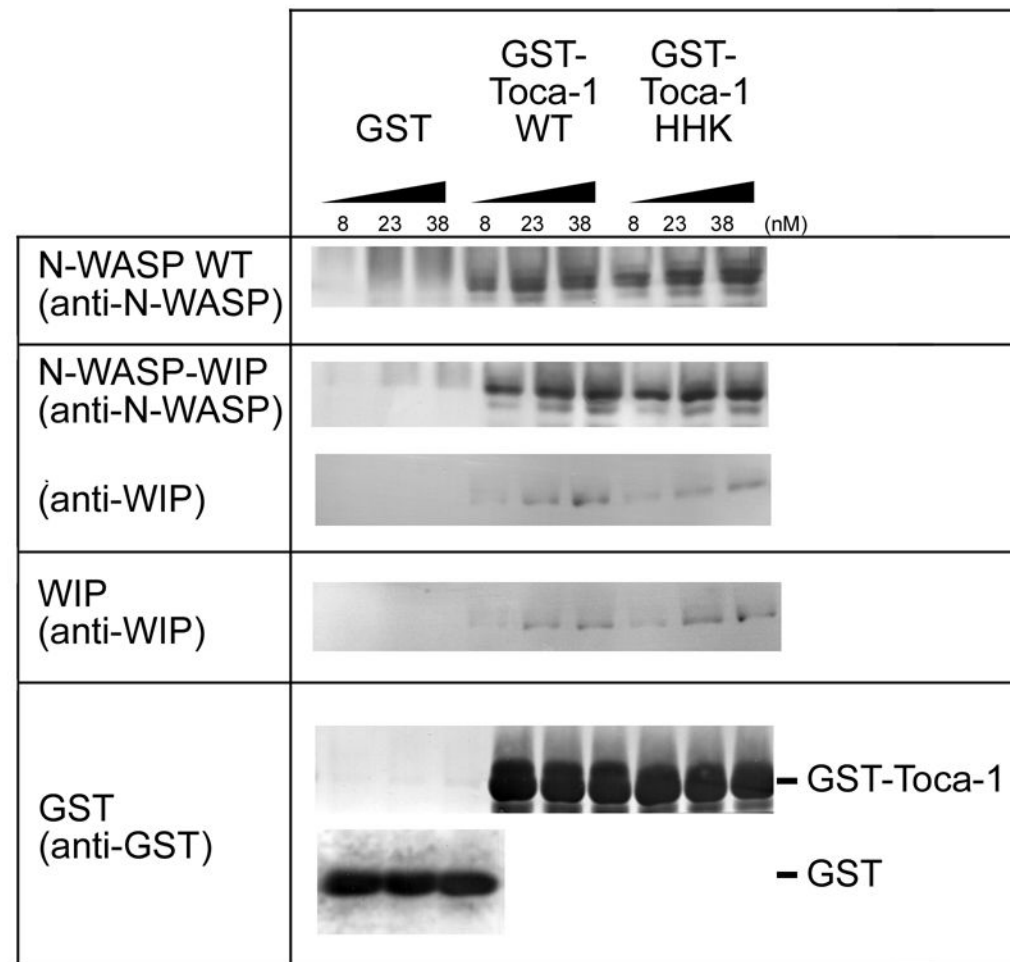 GST
GST-
Toca-1
WT
GST-
Toca-1
HHK
8 23 38 8 23 38 8 23 38 (nM)
N-WASP WT
(anti-N-WASP)
N-WASP-WIP
(anti-N-WASP)
(anti-WIP)
WIP
(anti-WIP)
GST
(anti-GST)
GST-Toca-1
GST